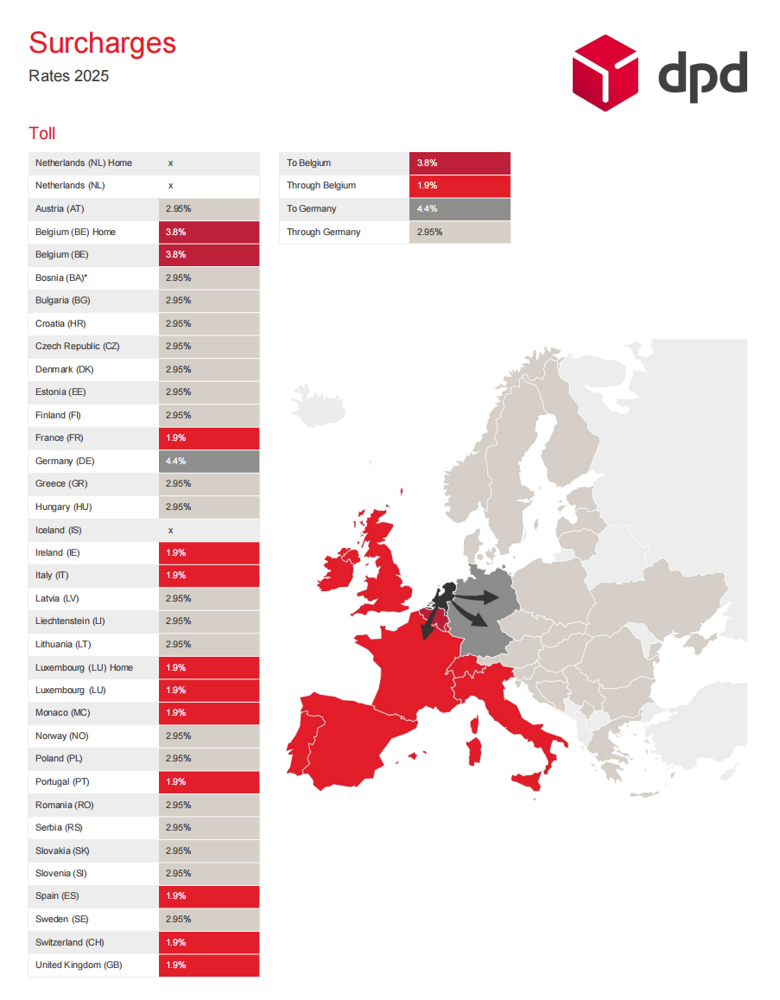 Surcharges
Rates 2025
dpd
Toll
Netherlands (NL) Home x
Netherlands (NL) x
Austria (AT) 2.95%
Belgium (BE) Home 3.8%
Belgium (BE) 3.8%
Bosnia (BA)* 2.95%
Bulgaria (BG) 2.95%
Croatia (HR) 2.95%
Czech Republic (CZ) 2.95%
Denmark (DK) 2.95%
Estonia (EE) 2.95%
Finland (FI) 2.95%
France (FR) 1.9%
Germany (DE) 4.4%
Greece (GR) 2.95%
Hungary (HU) 2.95%
Iceland (IS) x
Ireland (IE) 1.9%
Italy (IT) 1.9%
Latvia (LV) 2.95%
Liechtenstein (LI) 2.95%
Lithuania (LT) 2.95%
Luxembourg (LU) Home 1.9%
Luxembourg (LU) 1.9%
Monaco (MC) 1.9%
Norway (NO) 2.95%
Poland (PL) 2.95%
Portugal (PT) 1.9%
Romania (RO) 2.95%
Serbia (RS) 2.95%
Slovakia (SK) 2.95%
Slovenia (SI) 2.95%
Spain (ES) 1.9%
Sweden (SE) 2.95%
Switzerland (CH) 1.9%
United Kingdom (GB) 1.9%
To Belgium 3.8%
Through Belgium 1.9%
To Germany 4.4%
Through Germany 2.95%